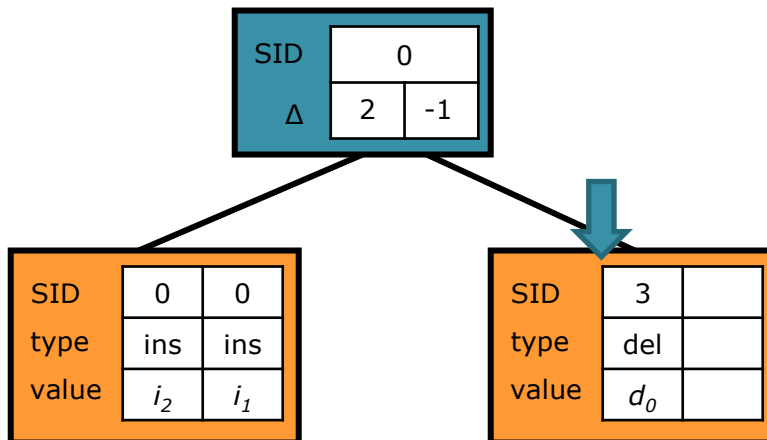 SID 0
Δ 2 -1
SID 0 0
type ins ins
value i₂ i₁
SID 3
type del
value d₀